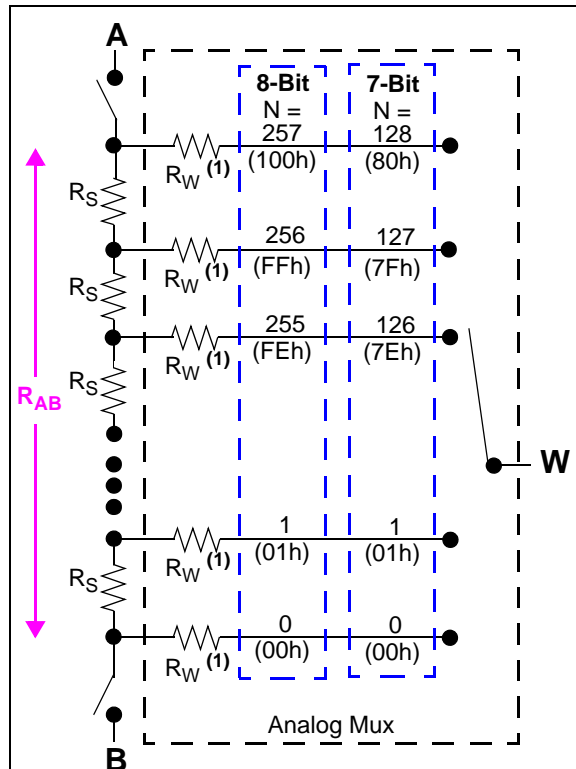 A
8-Bit 7-Bit
N = N =
257 128
(100h) (80h)
RW (1)
RS
256 127
(FFh) (7Fh)
RW (1)
RS
255 126
(FEh) (7Eh)
RW (1)
RS
RAB
W
1 1
(01h) (01h)
RW (1)
RS
0 0
(00h) (00h)
RW (1)
Analog Mux
B